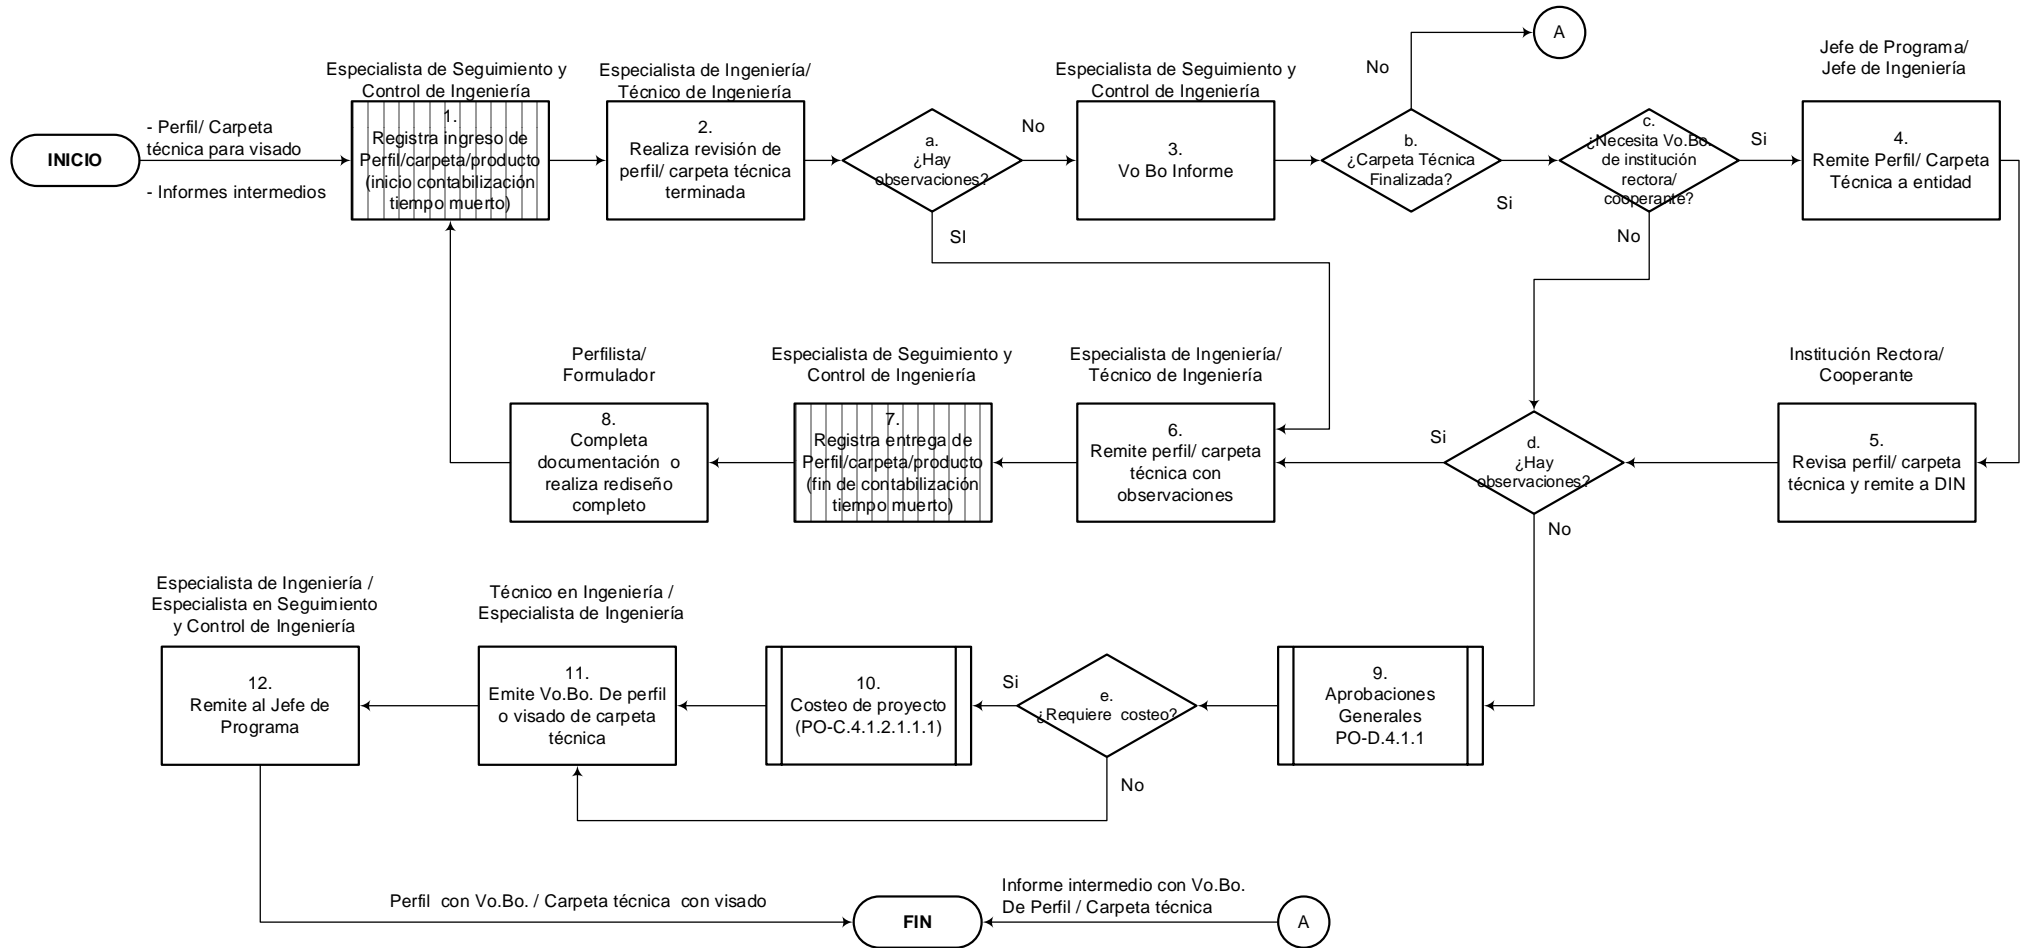 A
No
Jefe de Programa/
Jefe de Ingeniería
Especialista de Seguimiento y
Control de Ingeniería
Especialista de Ingeniería/
Técnico de Ingeniería
Especialista de Seguimiento y
Control de Ingeniería
INICIO
- Perfil/ Carpeta
técnica para visado
- Informes intermedios
1.
Registra ingreso de
Perfil/carpeta/producto
(inicio contabilización
tiempo muerto)
2.
Realiza revisión de
perfil/ carpeta técnica
terminada
a.
¿Hay
observaciones?
No
SI
3.
Vo Bo Informe
b.
¿Carpeta Técnica
Finalizada?
Si
c.
¿Necesita Vo.Bo.
de institución
rectora/
cooperante?
Si
No
4.
Remite Perfil/ Carpeta
Técnica a entidad
Perfilista/
Formulador
Especialista de Seguimiento y
Control de Ingeniería
Especialista de Ingeniería/
Técnico de Ingeniería
Institución Rectora/
Cooperante
8.
Completa
documentación o
realiza rediseño
completo
7.
Registra entrega de
Perfil/carpeta/producto
(fin de contabilización
tiempo muerto)
6.
Remite perfil/ carpeta
técnica con
observaciones
Si
d.
¿Hay
observaciones?
No
5.
Revisa perfil/ carpeta
técnica y remite a DIN
Especialista de Ingeniería /
Especialista en Seguimiento
y Control de Ingeniería
Técnico en Ingeniería /
Especialista de Ingeniería
12.
Remite al Jefe de
Programa
11.
Emite Vo.Bo. De perfil
o visado de carpeta
técnica
10.
Costeo de proyecto
(PO-C.4.1.2.1.1.1)
Si
e.
¿Requiere costeo?
No
9.
Aprobaciones
Generales
PO-D.4.1.1
Perfil con Vo.Bo. / Carpeta técnica con visado
FIN
Informe intermedio con Vo.Bo.
De Perfil / Carpeta técnica
A